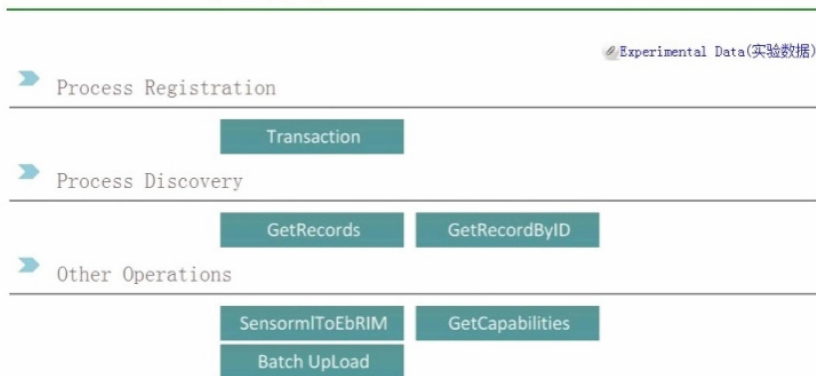 Experimental Data(实验数据)
Process Registration
Transaction
Process Discovery
GetRecords GetRecordByID
Other Operations
SensormlToEbRIM GetCapabilities
Batch UpLoad